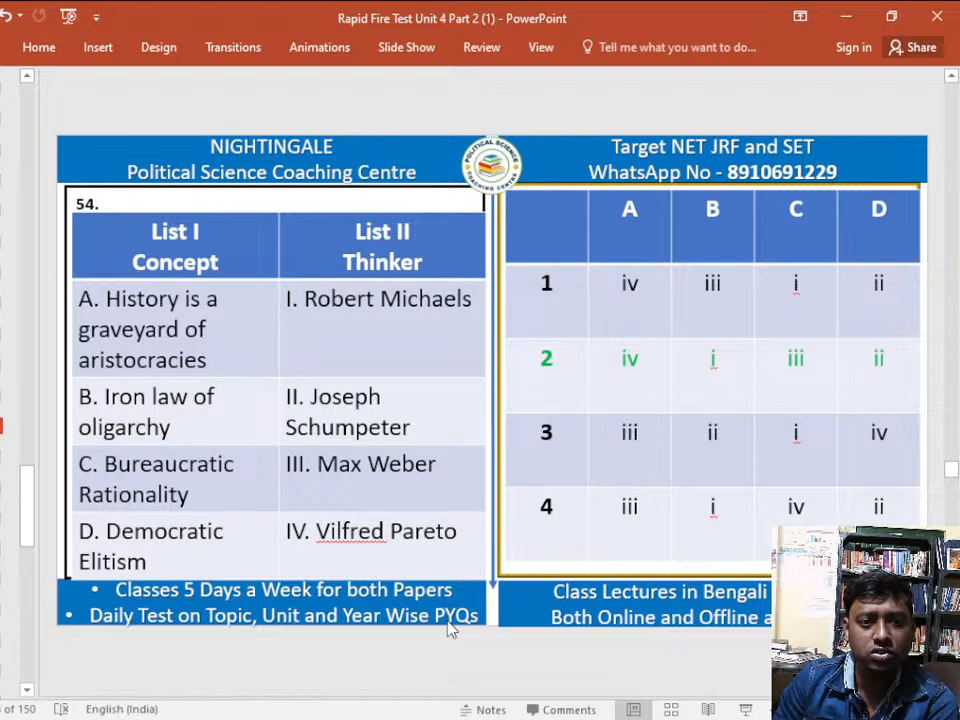 Rapid Fire Test Unit 4 Part 2 (1) - PowerPoint
Home Insert Design Transitions Animations Slide Show Review View Tell me what you want to do... Sign in Share
NIGHTINGALE
Political Science Coaching Centre
POLITICAL SCIENCE
COACHING CENTRE
Target NET JRF and SET
WhatsApp No - 8910691229
54.
List I
Concept
List II
Thinker
A. History is a
graveyard of
aristocracies
I. Robert Michaels
B. Iron law of
oligarchy
II. Joseph
Schumpeter
C. Bureaucratic
Rationality
III. Max Weber
D. Democratic
Elitism
IV. Vilfred Pareto
A B C D
1 iv iii i ii
2 iv i iii ii
3 iii ii i iv
4 iii i iv ii
• Classes 5 Days a Week for both Papers
• Daily Test on Topic, Unit and Year Wise PYQs
Class Lectures in Bengali
Both Online and Offline
of 150 English (India) Notes Comments